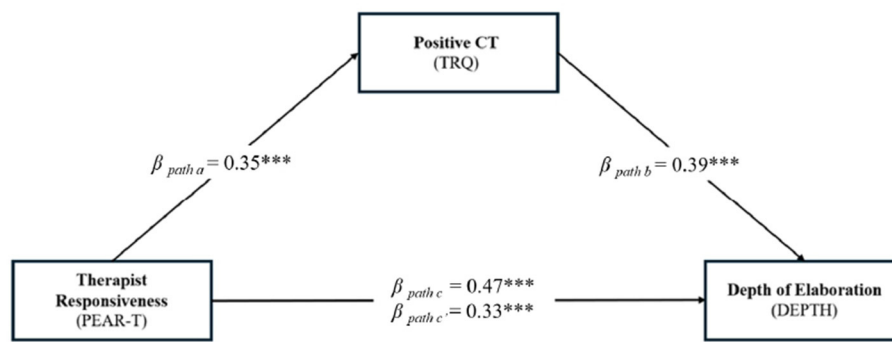 Positive CT
(TRQ)
β path a = 0.35***
β path b = 0.39***
Therapist
Responsiveness
(PEAR-T)
β path c = 0.47***
β path c' = 0.33***
Depth of Elaboration
(DEPTH)